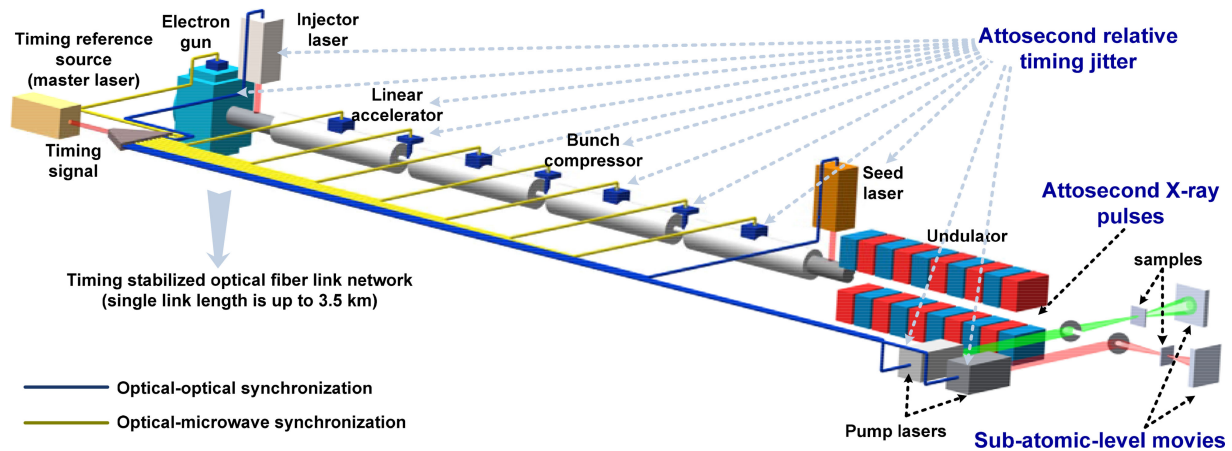 Timing reference
source
(master laser)
Electron
gun
Injector
laser
Attosecond relative
timing jitter
Linear
accelerator
Timing
signal
Bunch
compressor
Seed
laser
Attosecond X-ray
pulses
Undulator
samples
Timing stabilized optical fiber link network
(single link length is up to 3.5 km)
Optical-optical synchronization
Optical-microwave synchronization
Pump lasers
Sub-atomic-level movies